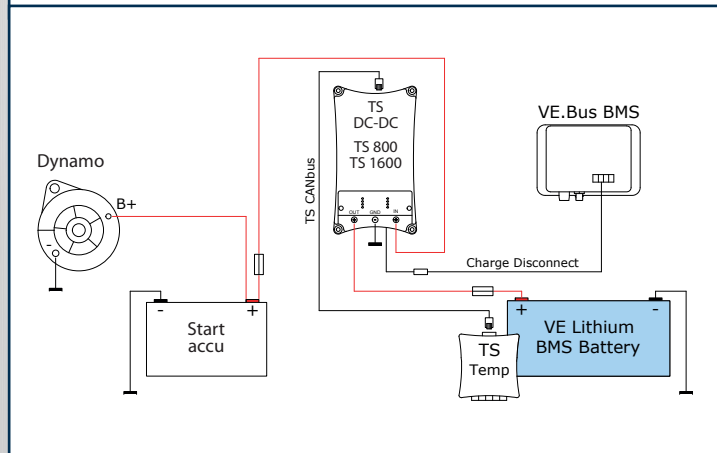 TS
DC-DC
TS 800
TS 1600
OUT GND IN
TS CANbus
VE.Bus BMS
Dynamo
B+
-
Charge Disconnect
- +
Start
accu
TS
Temp
+ -
VE Lithium
BMS Battery